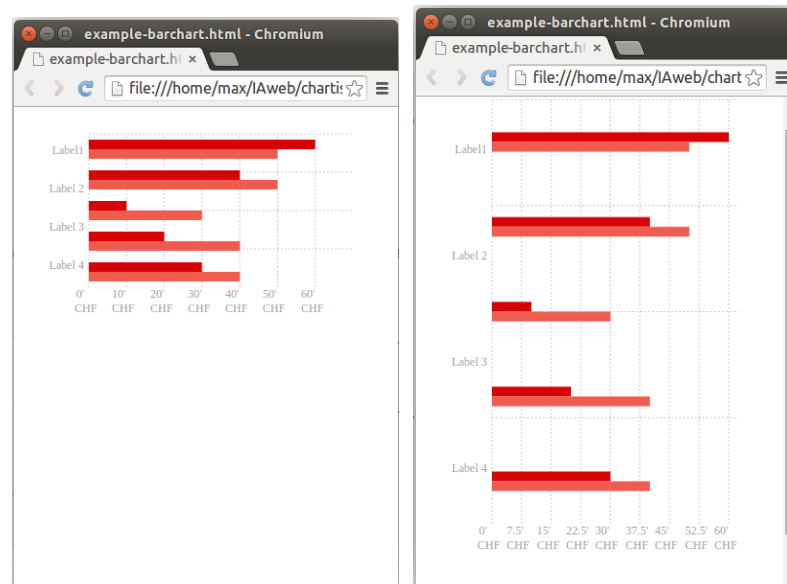 example-barchart.html - Chromium
example-barchart.ht
file:///home/max/IAweb/chartis
Label1
Label 2
Label 3
Label 4
0' 10' 20' 30' 40' 50' 60'
CHF CHF CHF CHF CHF CHF CHF
example-barchart.html - Chromium
example-barchart.ht
file:///home/max/IAweb/chart
Label1
Label 2
Label 3
Label 4
0' 7.5' 15' 22.5' 30' 37.5' 45' 52.5' 60'
CHF CHF CHF CHF CHF CHF CHF CHF CHF